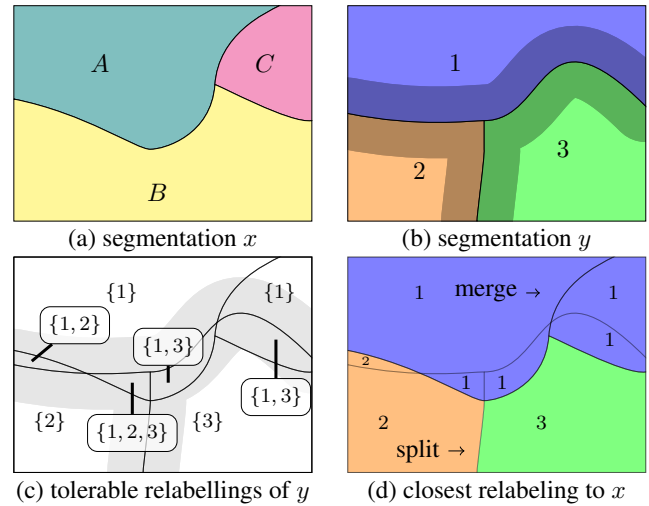 A
C
B
1
2
3
(a) segmentation x
(b) segmentation y
{1}
{1}
{1, 2}
{1, 3}
{1, 3}
{2}
{1, 2, 3}
{3}
1
merge →
1
1
2
1
1
2
3
split →
(c) tolerable relabellings of y
(d) closest relabeling to x